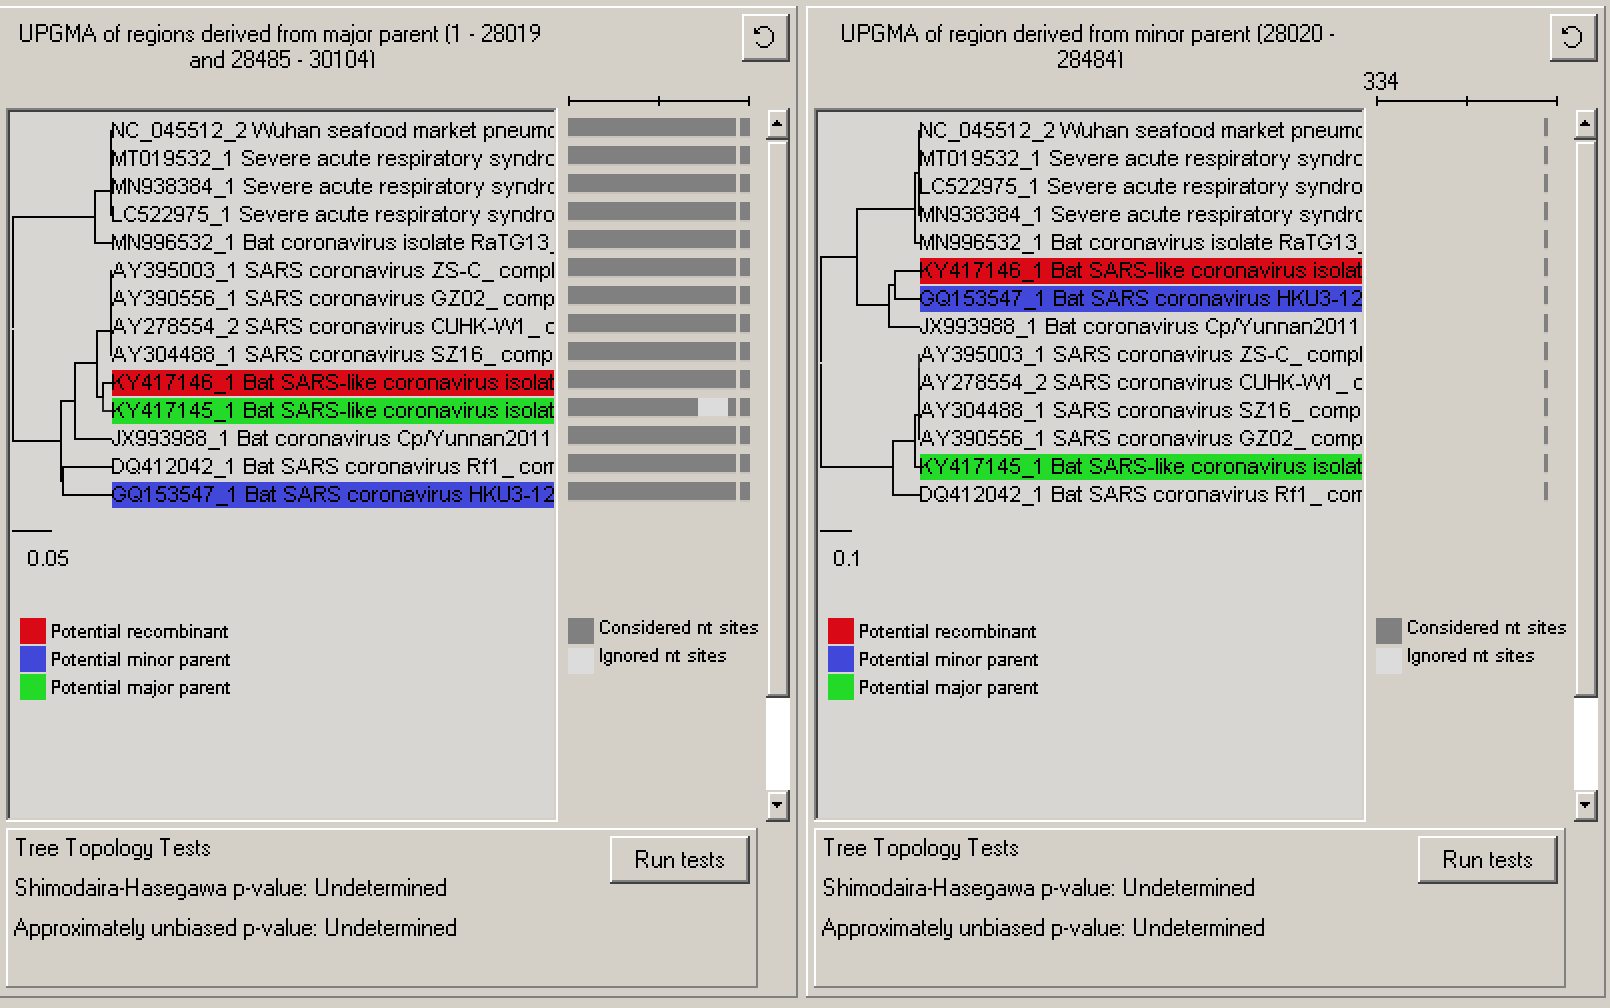 UPGMA of regions derived from major parent (1 - 28019
and 28485 - 30104)
NC_045512_2 Wuhan seafood market pneumo
MT019532_1 Severe acute respiratory syndro
MN938384_1 Severe acute respiratory syndro
LC522975_1 Severe acute respiratory syndro
MN996532_1 Bat coronavirus isolate RaTG13_
AY395003_1 SARS coronavirus ZS-C_ compl
AY390556_1 SARS coronavirus GZ02_ comp
AY278554_2 SARS coronavirus CUHK-W1_ c
AY304488_1 SARS coronavirus SZ16_ comp
KY417146_1 Bat SARS-like coronavirus isolat
KY417145_1 Bat SARS-like coronavirus isolat
JX993988_1 Bat coronavirus Cp/Yunnan2011
DQ412042_1 Bat SARS coronavirus Rf1_ com
GQ153547_1 Bat SARS coronavirus HKU3-12
0.05
Potential recombinant
Potential minor parent
Potential major parent
Considered nt sites
Ignored nt sites
Tree Topology Tests
Run tests
Shimodaira-Hasegawa p-value: Undetermined
Approximately unbiased p-value: Undetermined
UPGMA of region derived from minor parent (28020 -
28484)
334
NC_045512_2 Wuhan seafood market pneumo
MT019532_1 Severe acute respiratory syndro
LC522975_1 Severe acute respiratory syndro
MN938384_1 Severe acute respiratory syndro
MN996532_1 Bat coronavirus isolate RaTG13_
KY417146_1 Bat SARS-like coronavirus isolat
GQ153547_1 Bat SARS coronavirus HKU3-12
JX993988_1 Bat coronavirus Cp/Yunnan2011
AY395003_1 SARS coronavirus ZS-C_ compl
AY278554_2 SARS coronavirus CUHK-W1_ c
AY304488_1 SARS coronavirus SZ16_ comp
AY390556_1 SARS coronavirus GZ02_ comp
KY417145_1 Bat SARS-like coronavirus isolat
DQ412042_1 Bat SARS coronavirus Rf1_ com
0.1
Potential recombinant
Potential minor parent
Potential major parent
Considered nt sites
Ignored nt sites
Tree Topology Tests
Run tests
Shimodaira-Hasegawa p-value: Undetermined
Approximately unbiased p-value: Undetermined